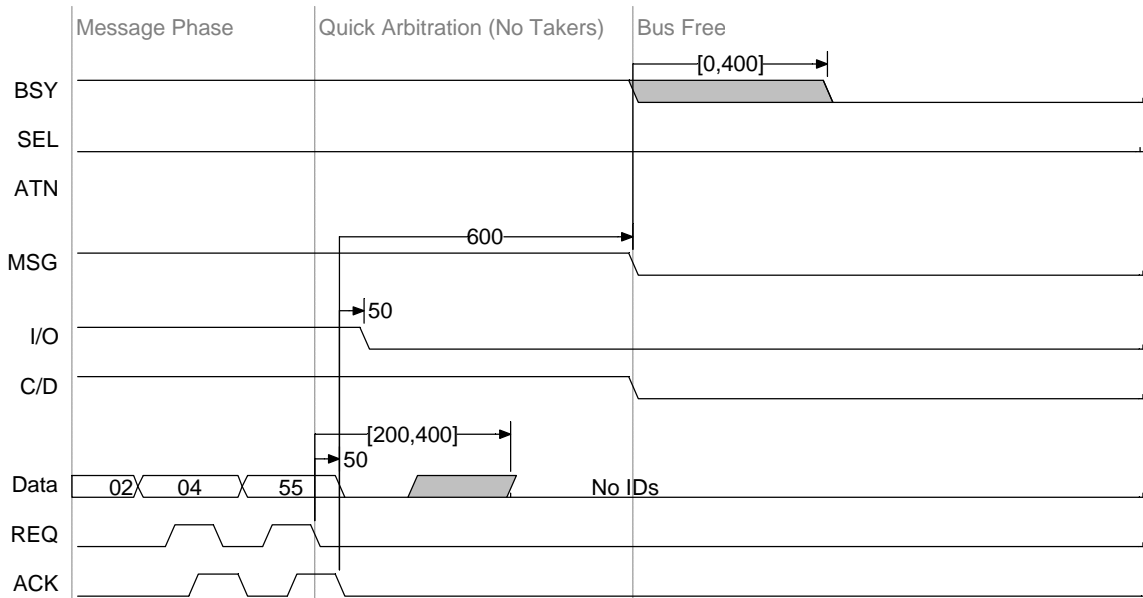 Message Phase
Quick Arbitration (No Takers)
Bus Free
[0,400]
BSY
SEL
ATN
600
MSG
50
I/O
C/D
[200,400]
50
Data
02
04
55
No IDs
REQ
ACK